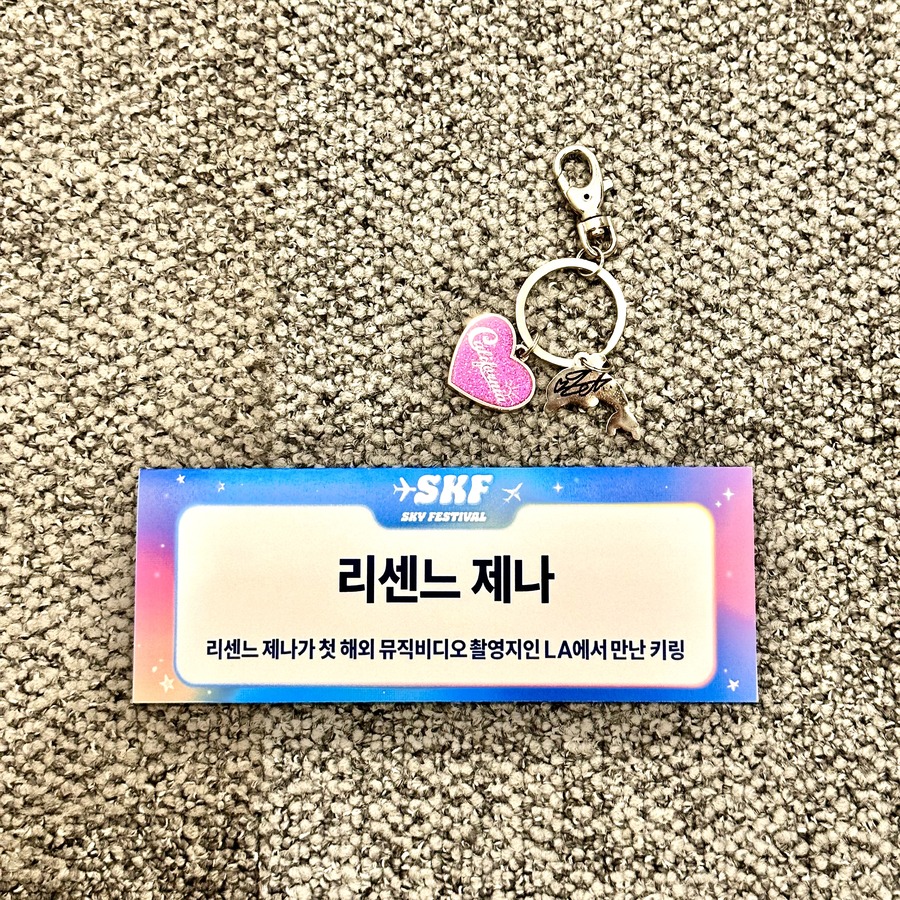 California
SKF
SKY FESTIVAL
리센느 제나
리센느 제나가 첫 해외 뮤직비디오 촬영지인 LA에서 만난 키링